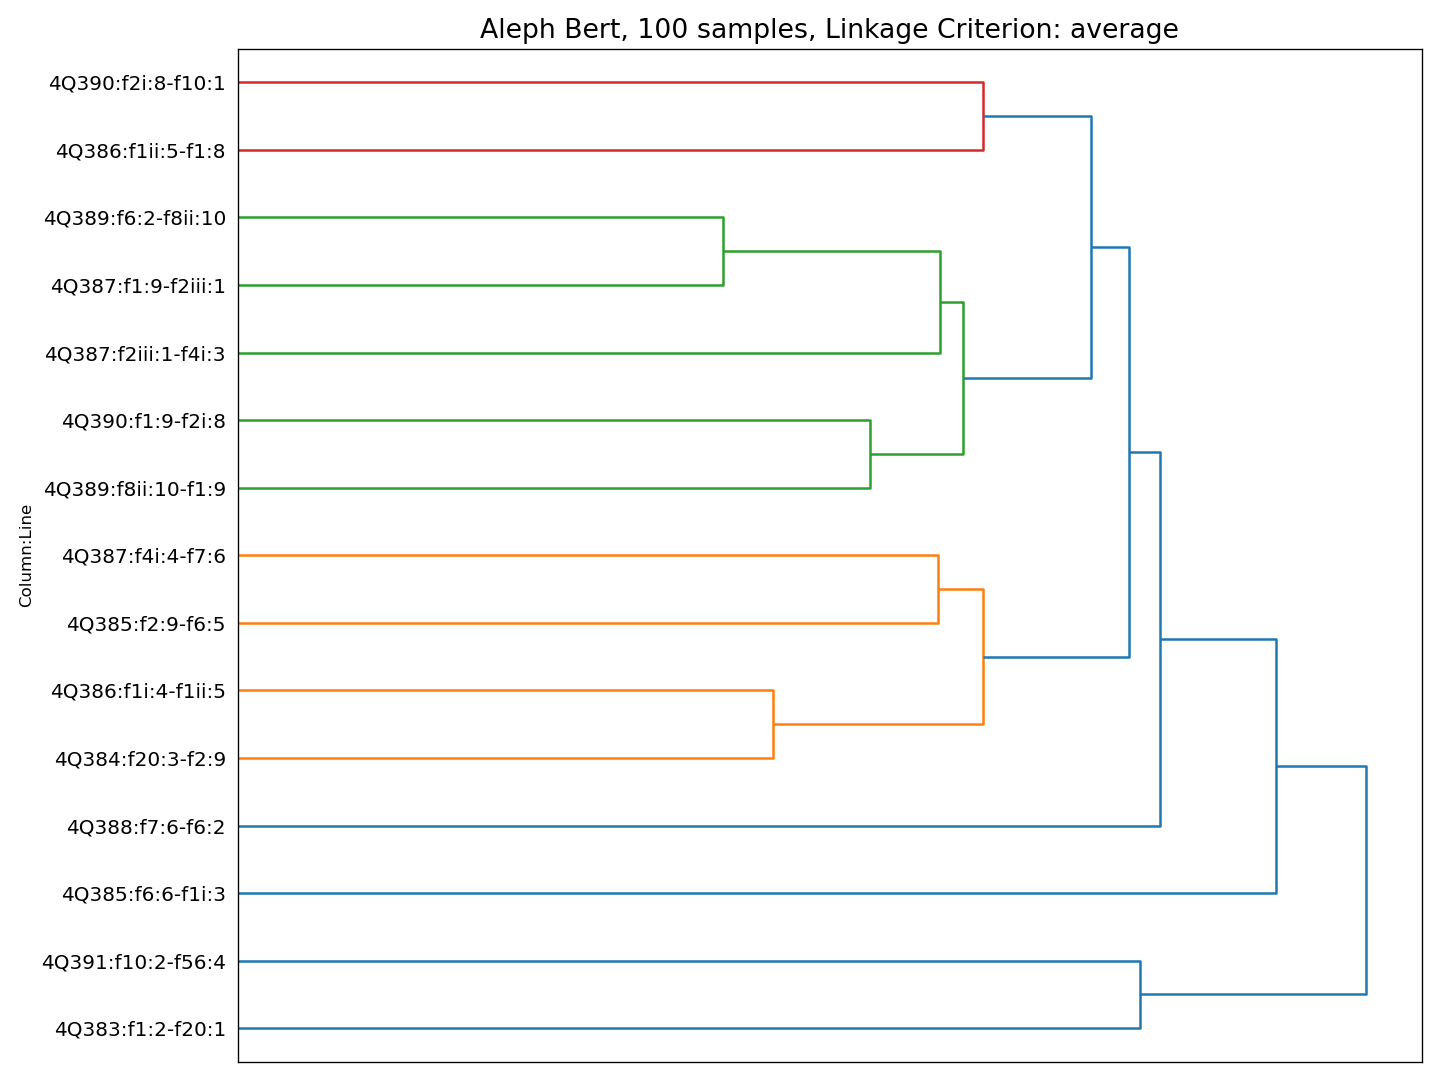 Aleph Bert, 100 samples, Linkage Criterion: average
4Q390:f2i:8-f10:1
4Q386:f1ii:5-f1:8
4Q389:f6:2-f8ii:10
4Q387:f1:9-f2iii:1
4Q387:f2iii:1-f4i:3
4Q390:f1:9-f2i:8
4Q389:f8ii:10-f1:9
4Q387:f4i:4-f7:6
4Q385:f2:9-f6:5
4Q386:f1i:4-f1ii:5
4Q384:f20:3-f2:9
4Q388:f7:6-f6:2
4Q385:f6:6-f1i:3
4Q391:f10:2-f56:4
4Q383:f1:2-f20:1
Column:Line